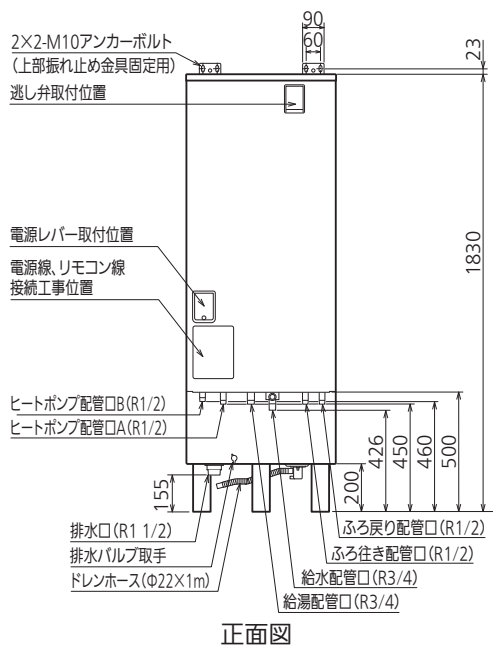 90
60
23
2×2-M10アンカーボルト
(上部振れ止め金具固定用)
逃し弁取付位置
1830
電源レバー取付位置
電源線、リモコン線
接続工事位置
ヒートポンプ配管口B(R1/2)
ヒートポンプ配管口A(R1/2)
426
450
460
500
155
200
排水口(R1 1/2)
排水バルブ取手
ドレンホース(Φ22×1m)
ふろ戻り配管口(R1/2)
ふろ往き配管口(R1/2)
給水配管口(R3/4)
給湯配管口(R3/4)
正面図